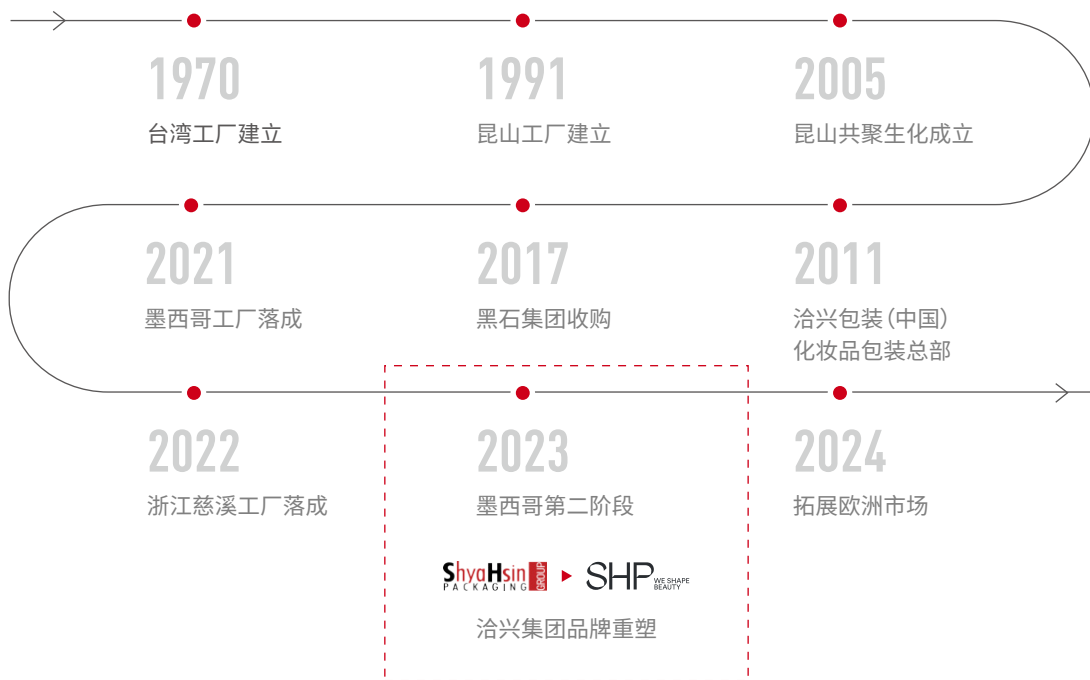 1970
台湾工厂建立
1991
昆山工厂建立
2005
昆山共聚生化成立
2011
洽兴包装(中国)
化妆品包装总部
2017
黑石集团收购
2021
墨西哥工厂落成
2022
浙江慈溪工厂落成
2023
墨西哥第二阶段
ShyaHsin
PACKAGING
GROUP
SHP
WE SHAPE
BEAUTY
洽兴集团品牌重塑
2024
拓展欧洲市场